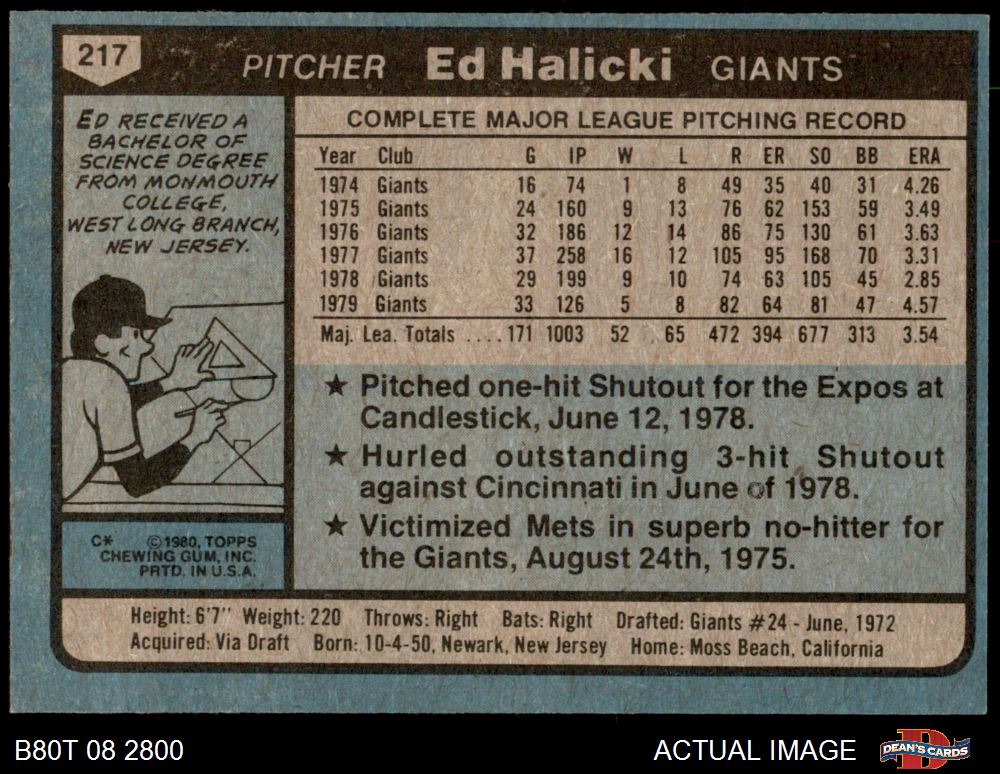 217
PITCHER Ed Halicki GIANTS
ED RECEIVED A
BACHELOR OF
SCIENCE DEGREE
FROM MONMOUTH
COLLEGE,
WEST LONG BRANCH,
NEW JERSEY.
COMPLETE MAJOR LEAGUE PITCHING RECORD
Year Club G IP W L R ER SO BB ERA
1974 Giants 16 74 1 8 49 35 40 31 4.26
1975 Giants 24 160 9 13 76 62 153 59 3.49
1976 Giants 32 186 12 14 86 75 130 61 3.63
1977 Giants 37 258 16 12 105 95 168 70 3.31
1978 Giants 29 199 9 10 74 63 105 45 2.85
1979 Giants 33 126 5 8 82 64 81 47 4.57
Maj. Lea. Totals ....171 1003 52 65 472 394 677 313 3.54
★ Pitched one-hit Shutout for the Expos at
Candlestick, June 12, 1978.
★ Hurled outstanding 3-hit Shutout
against Cincinnati in June of 1978.
★ Victimized Mets in superb no-hitter for
the Giants, August 24th, 1975.
C* ©1980, TOPPS
CHEWING GUM, INC.
PRTD. IN U.S.A.
Height: 6'7" Weight: 220 Throws: Right Bats: Right Drafted: Giants #24 - June, 1972
Acquired: Via Draft Born: 10-4-50, Newark, New Jersey Home: Moss Beach, California
B80T 08 2800 ACTUAL IMAGE DEAN'S CARDS